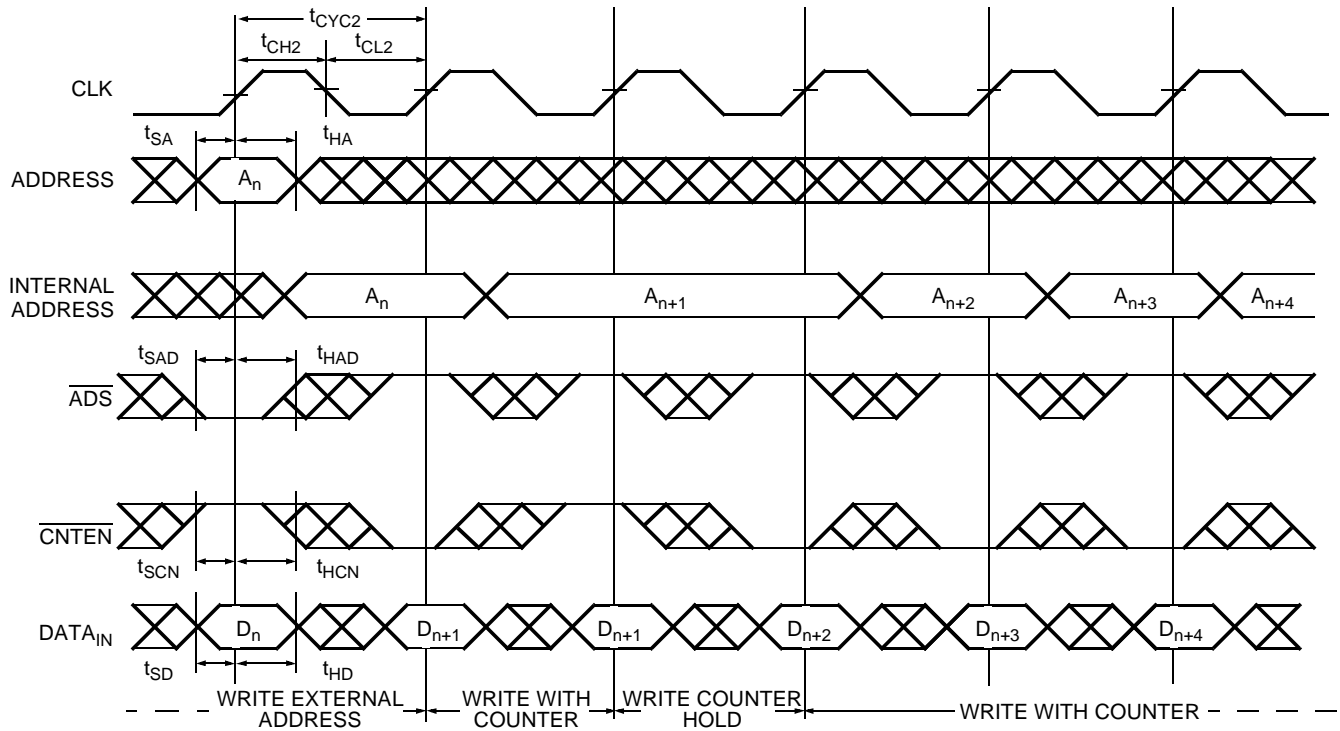 tCYC2
tCH2 tCL2
CLK
tSA tHA
ADDRESS An
INTERNAL
ADDRESS
An An+1 An+2 An+3 An+4
tSAD tHAD
ADS
CNTEN
tSCN tHCN
DATAIN Dn Dn+1 Dn+1 Dn+2 Dn+3 Dn+4
tSD tHD
WRITE EXTERNAL
ADDRESS
WRITE WITH
COUNTER
WRITE COUNTER
HOLD
WRITE WITH COUNTER